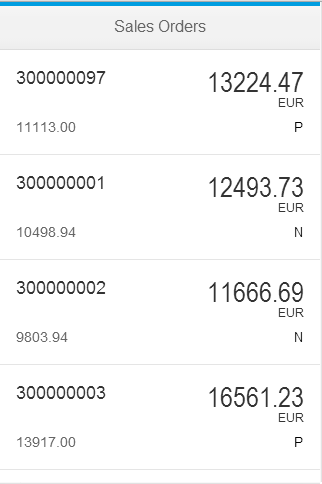 Sales Orders
300000097 13224.47
EUR
11113.00 P
300000001 12493.73
EUR
10498.94 N
300000002 11666.69
EUR
9803.94 N
300000003 16561.23
EUR
13917.00 P